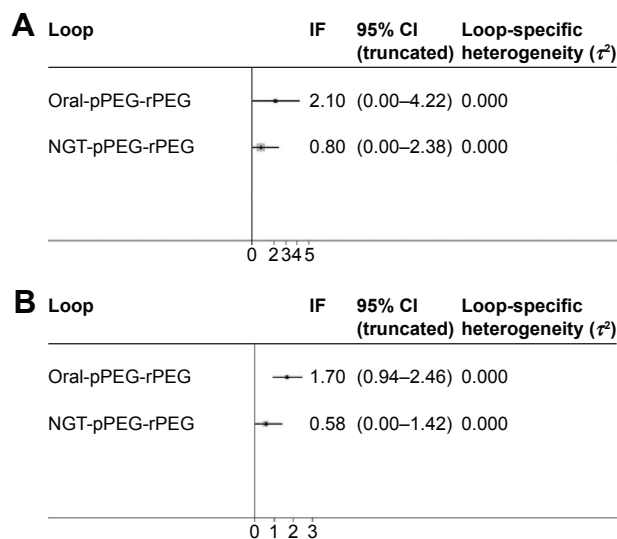 A Loop IF 95% CI Loop-specific
(truncated) heterogeneity (τ²)
Oral-pPEG-rPEG 2.10 (0.00–4.22) 0.000
NGT-pPEG-rPEG 0.80 (0.00–2.38) 0.000
0 2 3 4 5
B Loop IF 95% CI Loop-specific
(truncated) heterogeneity (τ²)
Oral-pPEG-rPEG 1.70 (0.94–2.46) 0.000
NGT-pPEG-rPEG 0.58 (0.00–1.42) 0.000
0 1 2 3